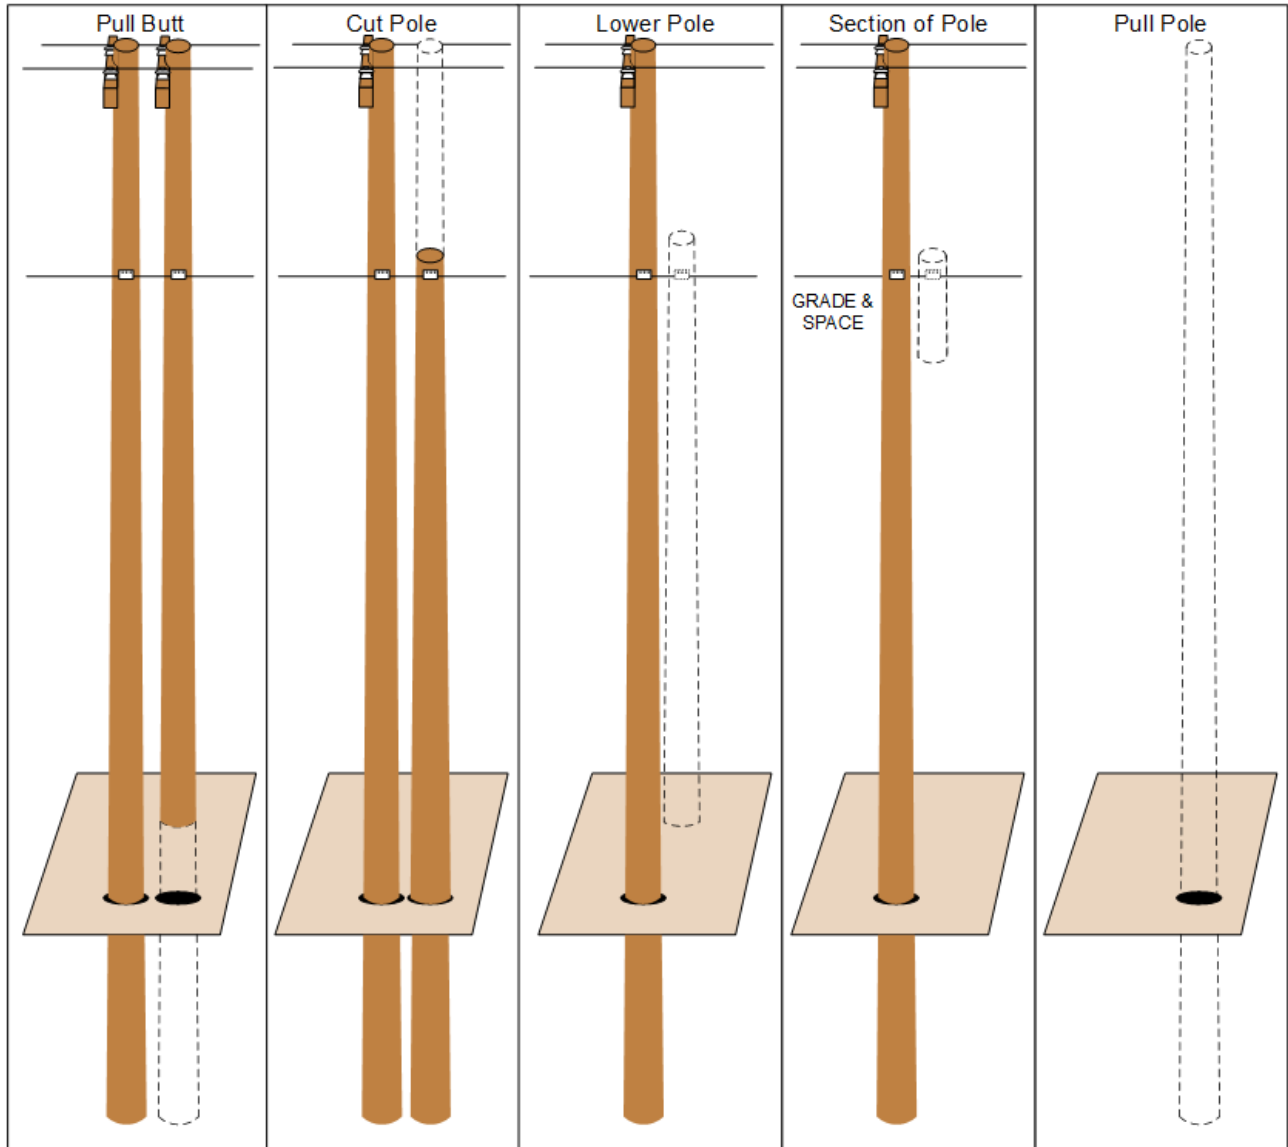 Pull Butt
Cut Pole
Lower Pole
Section of Pole
Pull Pole
GRADE &
SPACE